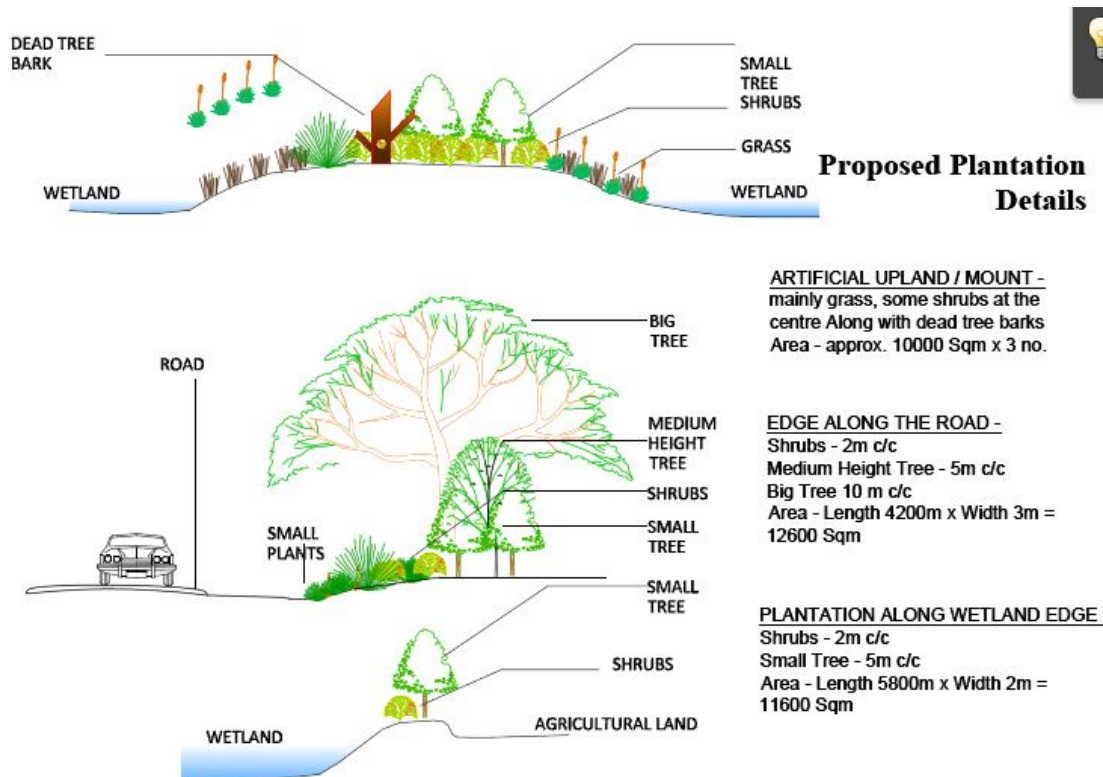 DEAD TREE
BARK
SMALL
TREE
SHRUBS
GRASS
WETLAND
WETLAND
Proposed Plantation
Details
ARTIFICIAL UPLAND / MOUNT -
mainly grass, some shrubs at the
centre Along with dead tree barks
Area - approx. 10000 Sqm x 3 no.
BIG
TREE
ROAD
MEDIUM
HEIGHT
TREE
SHRUBS
SMALL
TREE
SMALL
PLANTS
EDGE ALONG THE ROAD -
Shrubs - 2m c/c
Medium Height Tree - 5m c/c
Big Tree 10 m c/c
Area - Length 4200m x Width 3m =
12600 Sqm
SMALL
TREE
SHRUBS
AGRICULTURAL LAND
WETLAND
PLANTATION ALONG WETLAND EDGE
Shrubs - 2m c/c
Small Tree - 5m c/c
Area - Length 5800m x Width 2m =
11600 Sqm